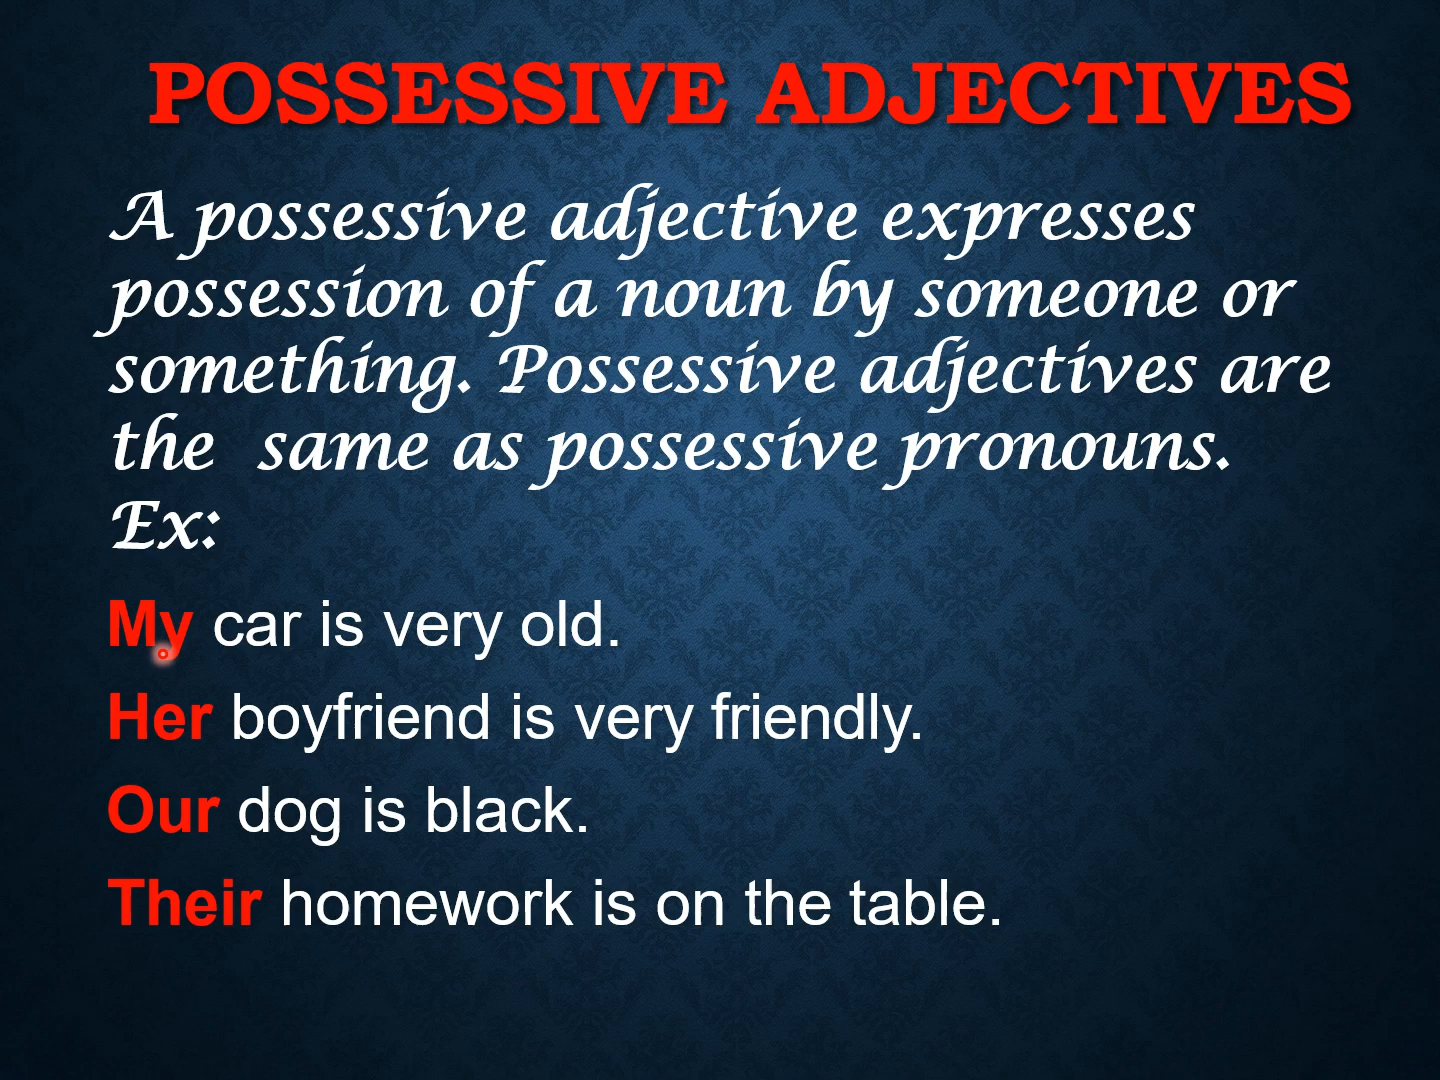 POSSESSIVE ADJECTIVES
A possessive adjective expresses
possession of a noun by someone or
something. Possessive adjectives are
the  same as possessive pronouns.
Ex:
My car is very old.
Her boyfriend is very friendly.
Our dog is black.
Their homework is on the table.